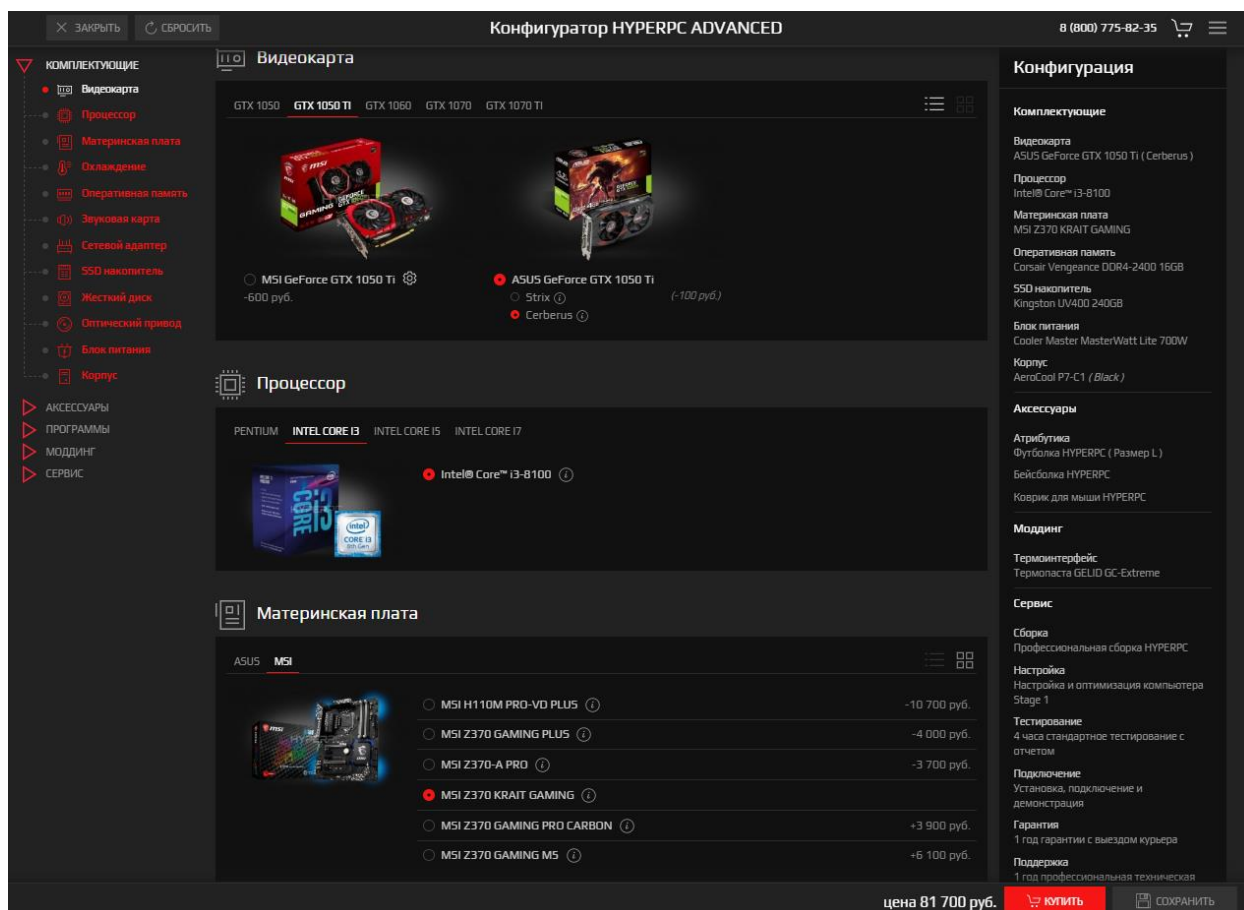 ЗАКРЫТЬ
СБРОСИТЬ
Конфигуратор HYPERPC ADVANCED
8 (800) 775-82-35
КОМПЛЕКТУЮЩИЕ
Видеокарта
Процессор
Материнская плата
Охлаждение
Оперативная память
Звуковая карта
Сетевой адаптер
SSD накопитель
Жесткий диск
Оптический привод
Блок питания
Корпус
АКСЕССУАРЫ
ПРОГРАММЫ
МОДДИНГ
СЕРВИС
Видеокарта
GTX 1050 GTX 1050 TI GTX 1060 GTX 1070 GTX 1070 TI
MSI GeForce GTX 1050 Ti
-600 руб.
ASUS GeForce GTX 1050 Ti
Strix (-100 руб.)
Cerberus
Процессор
PENTIUM INTEL CORE I3 INTEL CORE I5 INTEL CORE I7
Intel® Core™ i3-8100
Материнская плата
ASUS MSI
MSI H110M PRO-VD PLUS -10 700 руб.
MSI Z370 GAMING PLUS -4 000 руб.
MSI Z370-A PRO -3 700 руб.
MSI Z370 KRAIT GAMING
MSI Z370 GAMING PRO CARBON +3 900 руб.
MSI Z370 GAMING M5 +6 100 руб.
Конфигурация
Комплектующие
Видеокарта
ASUS GeForce GTX 1050 Ti ( Cerberus )
Процессор
Intel® Core™ i3-8100
Материнская плата
MSI Z370 KRAIT GAMING
Оперативная память
Corsair Vengeance DDR4-2400 16GB
SSD накопитель
Kingston UV400 240GB
Блок питания
Cooler Master MasterWatt Lite 700W
Корпус
AeroCool P7-C1 ( Black )
Аксессуары
Атрибутика
Футболка HYPERPC ( Размер L )
Бейсболка HYPERPC
Коврик для мыши HYPERPC
Моддинг
Термоинтерфейс
Термопаста GELID GC-Extreme
Сервис
Сборка
Профессиональная сборка HYPERPC
Настройка
Настройка и оптимизация компьютера
Stage 1
Тестирование
4 часа стандартное тестирование с
отчетом
Подключение
Установка, подключение и
демонстрация
Гарантия
1 год гарантии с выездом курьера
Поддержка
1 год профессиональная техническая
цена 81 700 руб.
КУПИТЬ
СОХРАНИТЬ